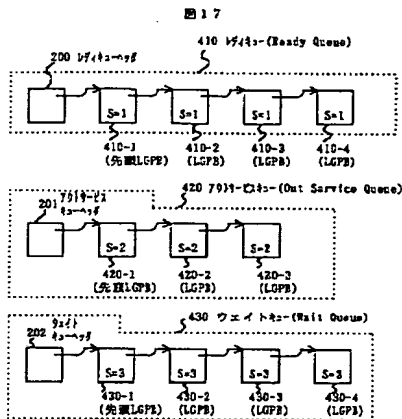 図17
410 レディキュー(Ready Queue)
200 レディキューヘッダ
S=1 S=1 S=1 S=1
410-1 410-2 410-3 410-4
(先頭LGPB) (LGPB) (LGPB) (LGPB)
420 アウトサービスキュー(Out Service Queue)
201 アウトサービス
キューヘッダ
S=2 S=2 S=2
420-1 420-2 420-3
(先頭LGPB) (LGPB) (LGPB)
430 ウェイトキュー(Wait Queue)
ウェイト
202 キューヘッダ
S=3 S=3 S=3 S=3
430-1 430-2 430-3 430-4
(先頭LGPB) (LGPB) (LGPB) (LGPB)